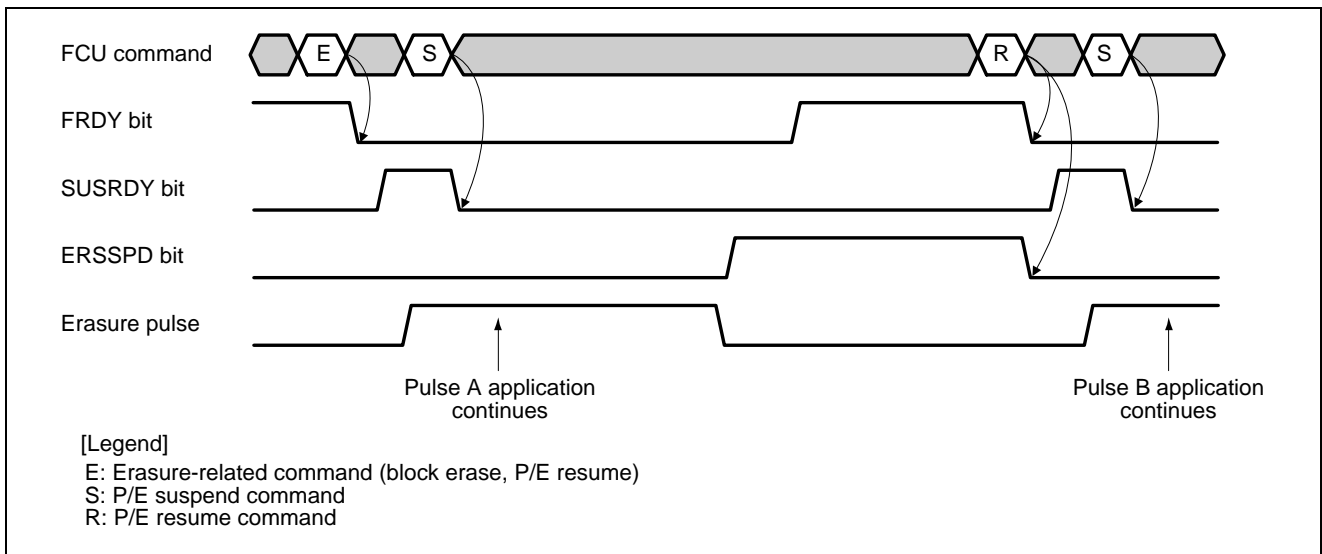 FCU command
E
S
R
S
FRDY bit
SUSRDY bit
ERSSPD bit
Erasure pulse
Pulse A application
continues
Pulse B application
continues
[Legend]
E: Erasure-related command (block erase, P/E resume)
S: P/E suspend command
R: P/E resume command